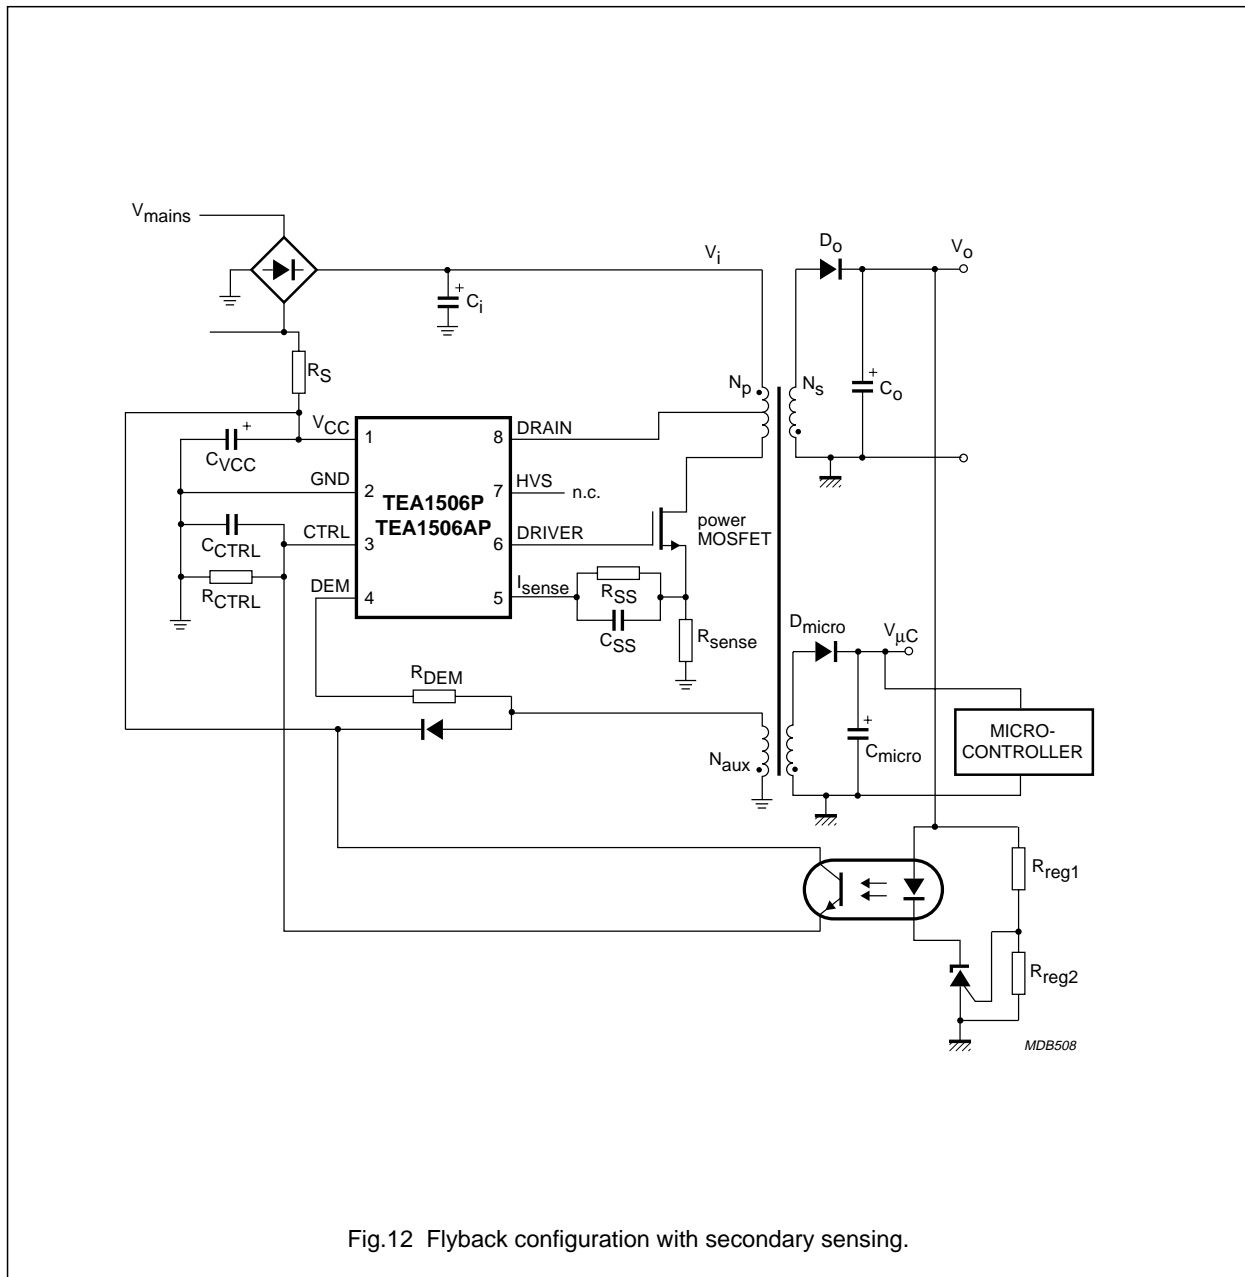 Vmains
Vi
Do
Vo
+
Ci
RS
Np
Ns
+
Co
VCC
1
8
DRAIN
+
CVCC
GND
2
TEA1506P
TEA1506AP
7
HVS
n.c.
CCTRL
CTRL
3
6
DRIVER
power
MOSFET
RCTRL
DEM
4
5
Isense
RSS
CSS
Rsense
Dmicro
VμC
RDEM
+
Cmicro
MICRO-
CONTROLLER
Naux
Rreg1
Rreg2
MDB508
Fig.12 Flyback configuration with secondary sensing.